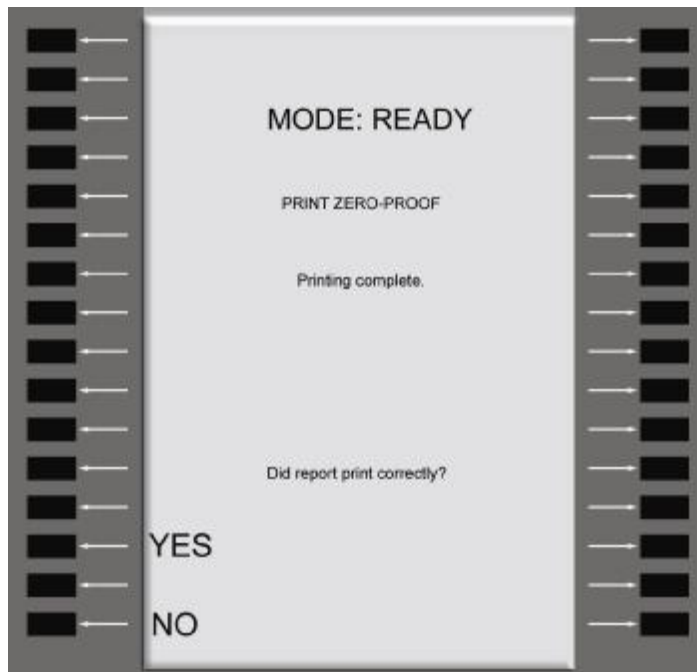 MODE: READY
PRINT ZERO-PROOF
Printing complete.
Did report print correctly?
YES
NO